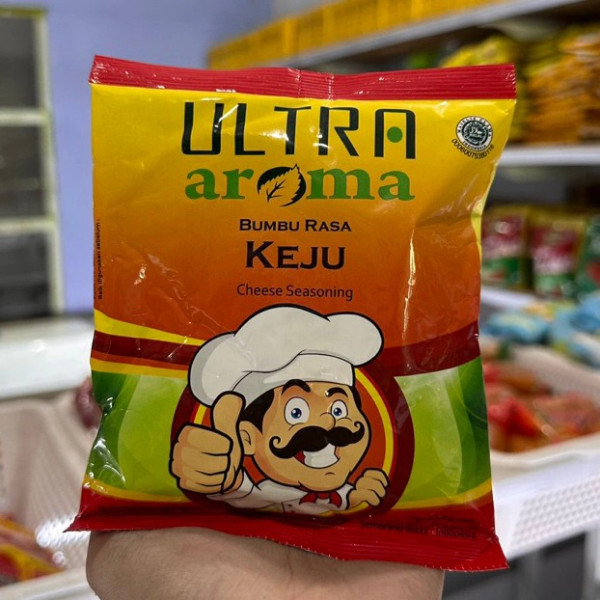 ULTRA
aroma
BUMBU RASA
KEJU
Cheese Seasoning